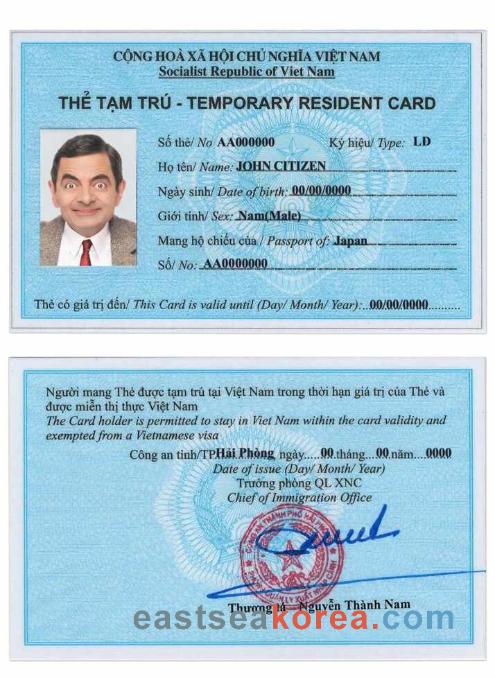 CỘNG HOÀ XÃ HỘI CHỦ NGHĨA VIỆT NAM
Socialist Republic of Viet Nam
THẺ TẠM TRÚ - TEMPORARY RESIDENT CARD
Số thẻ/ No AA000000 Ký hiệu/ Type: LD
Họ tên/ Name: JOHN CITIZEN
Ngày sinh/ Date of birth: 00/00/0000
Giới tính/ Sex: Nam(Male)
Mang hộ chiếu của / Passport of: Japan
Số/ No: AA0000000
Thẻ có giá trị đến/ This Card is valid until (Day/ Month/ Year):..00/00/0000..........
Người mang Thẻ được tạm trú tại Việt Nam trong thời hạn giá trị của Thẻ và
được miễn thị thực Việt Nam
The Card holder is permitted to stay in Viet Nam within the card validity and
exempted from a Vietnamese visa
Công an tỉnh/TP Hải Phòng, ngày.....00.tháng...00.năm...0000
Date of issue (Day/ Month/ Year)
Trưởng phòng QL XNC
Chief of Immigration Office
CÔNG AN THÀNH PHỐ HẢI PHÒNG
Thượng tá - Nguyễn Thành Nam
eastseakorea.com